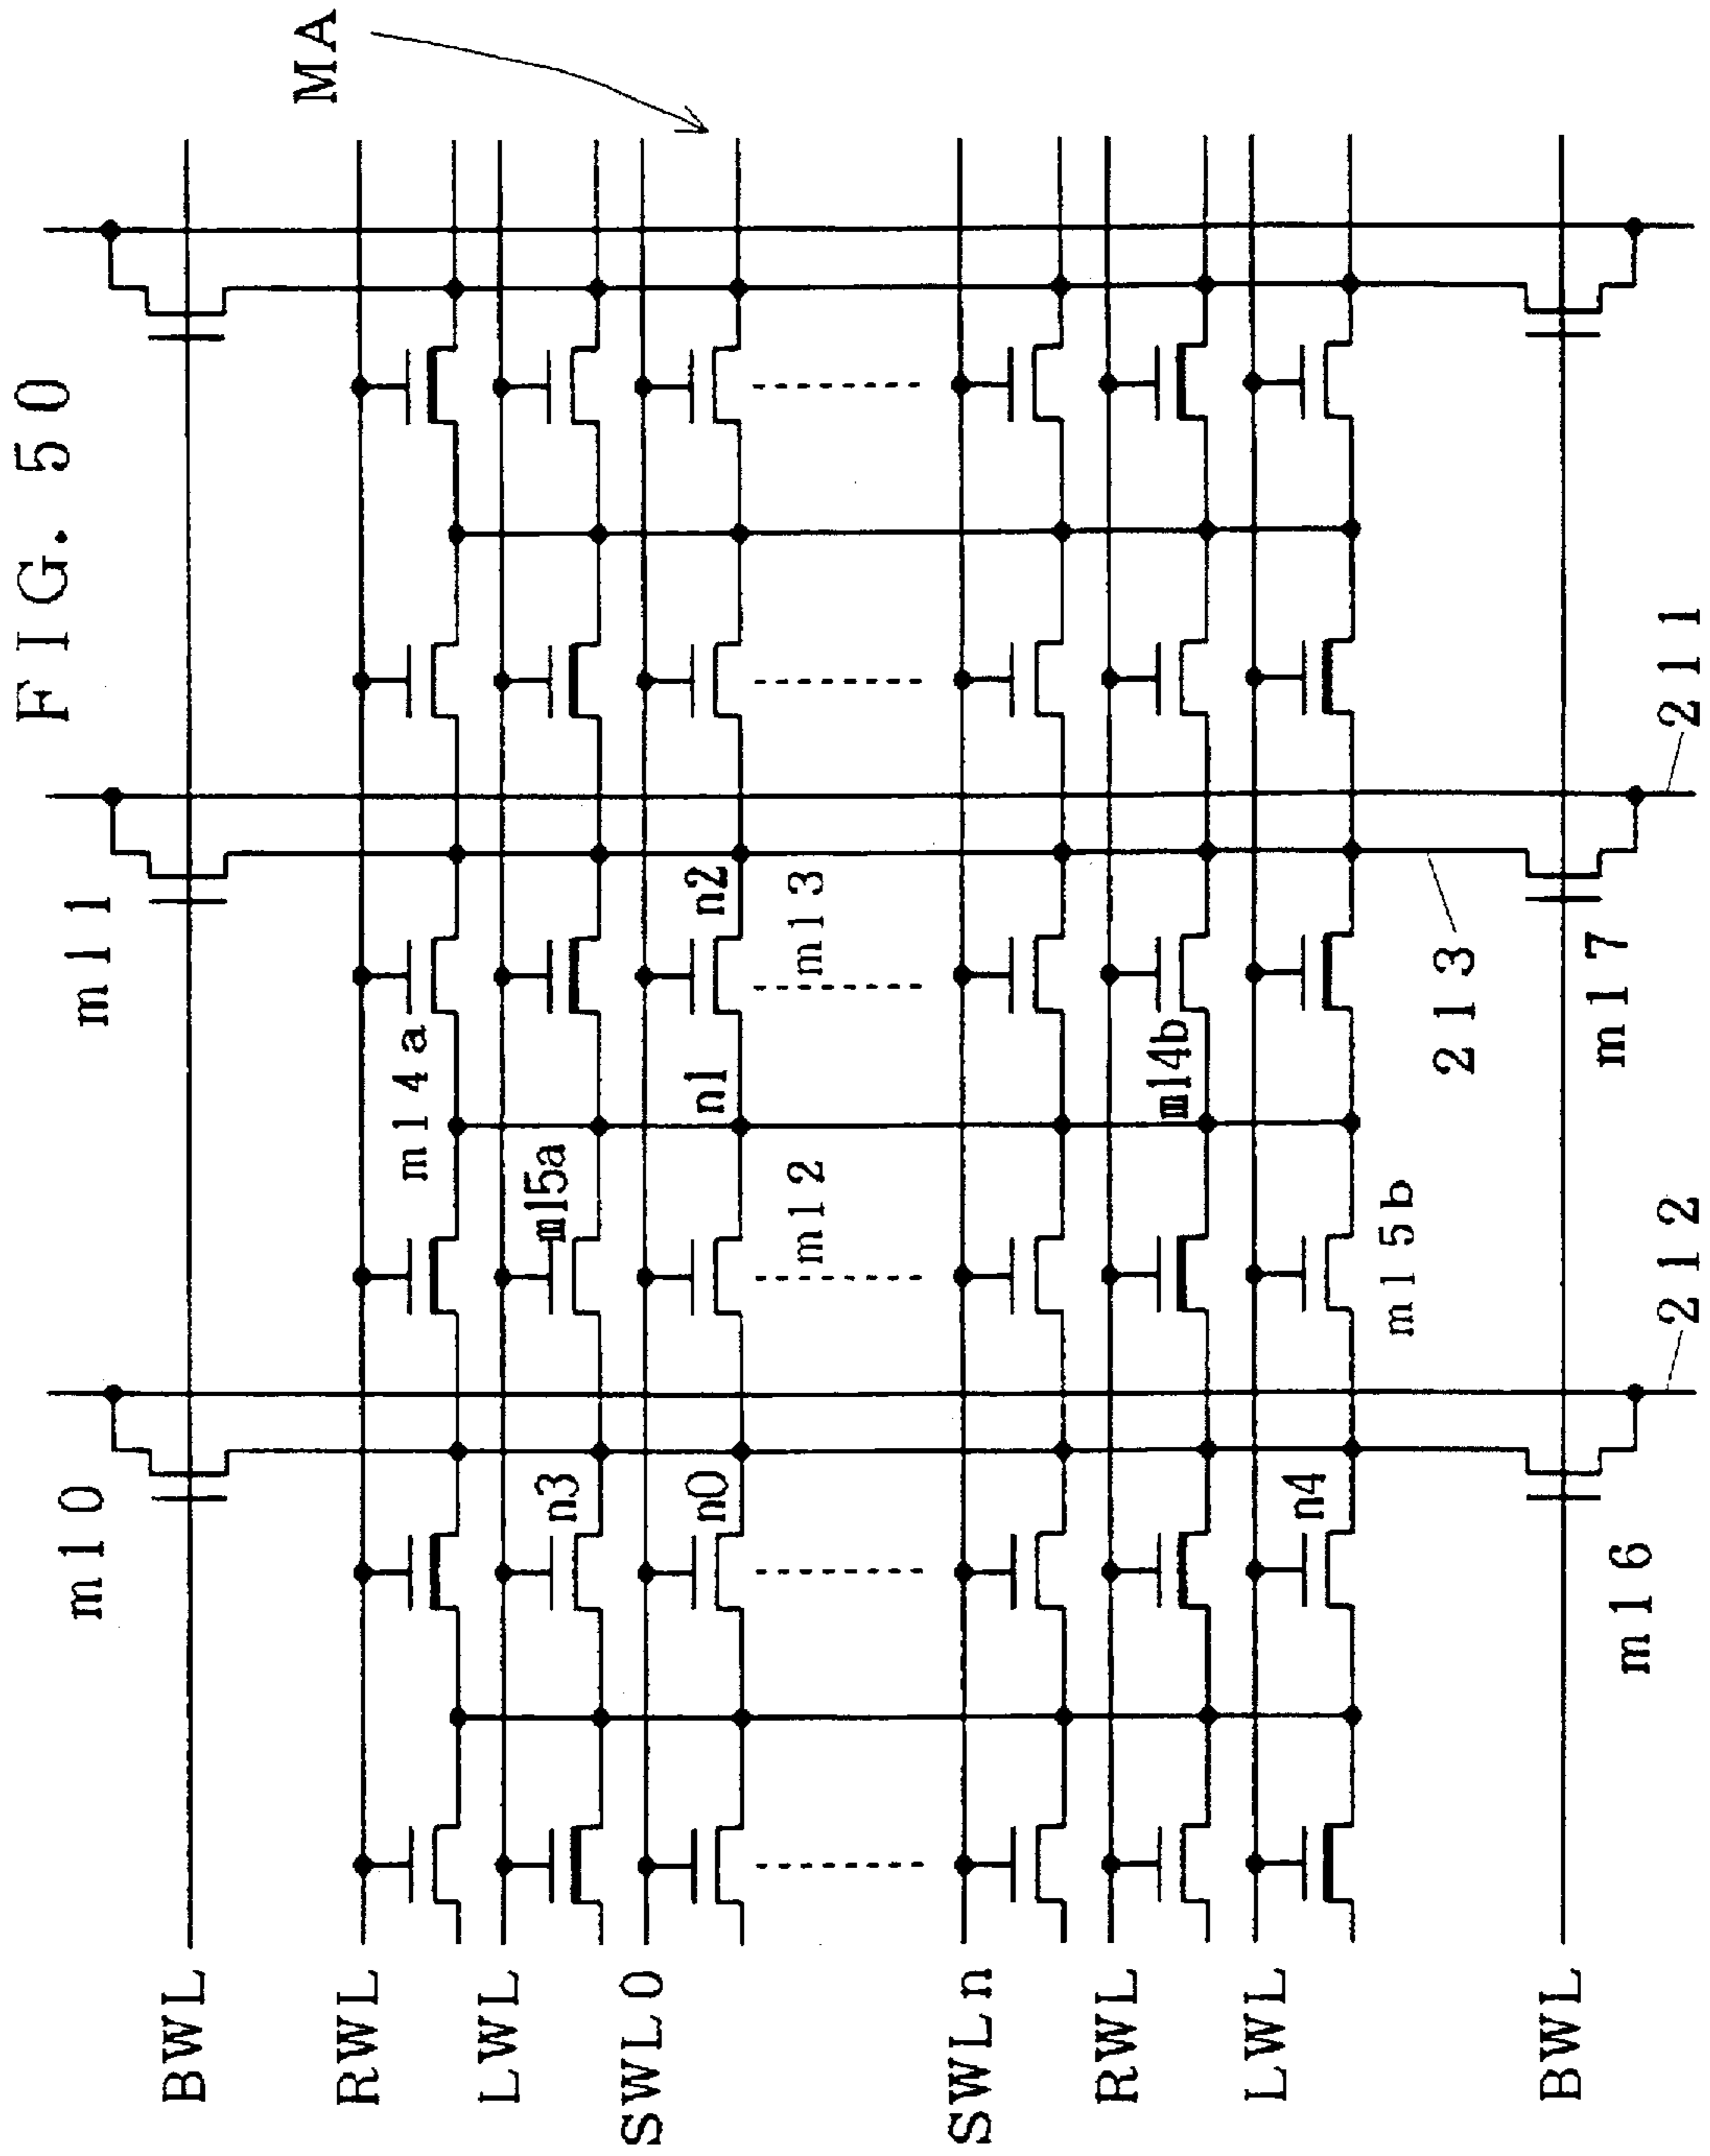 FIG. 50
MA
BWL
RWL
LWL
SWL0
SWLn
RWL
LWL
BWL
m10
m11
m14a
m15a
n3
n0
n1
n2
m12
m13
m14b
n4
m15b
213
m16
m17
212
211